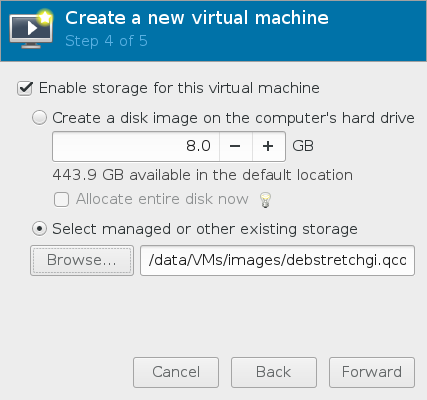 Create a new virtual machine
Step 4 of 5
Enable storage for this virtual machine
Create a disk image on the computer's hard drive
8.0 − + GB
443.9 GB available in the default location
Allocate entire disk now
Select managed or other existing storage
Browse... /data/VMs/images/debstretchgi.qco
Cancel Back Forward